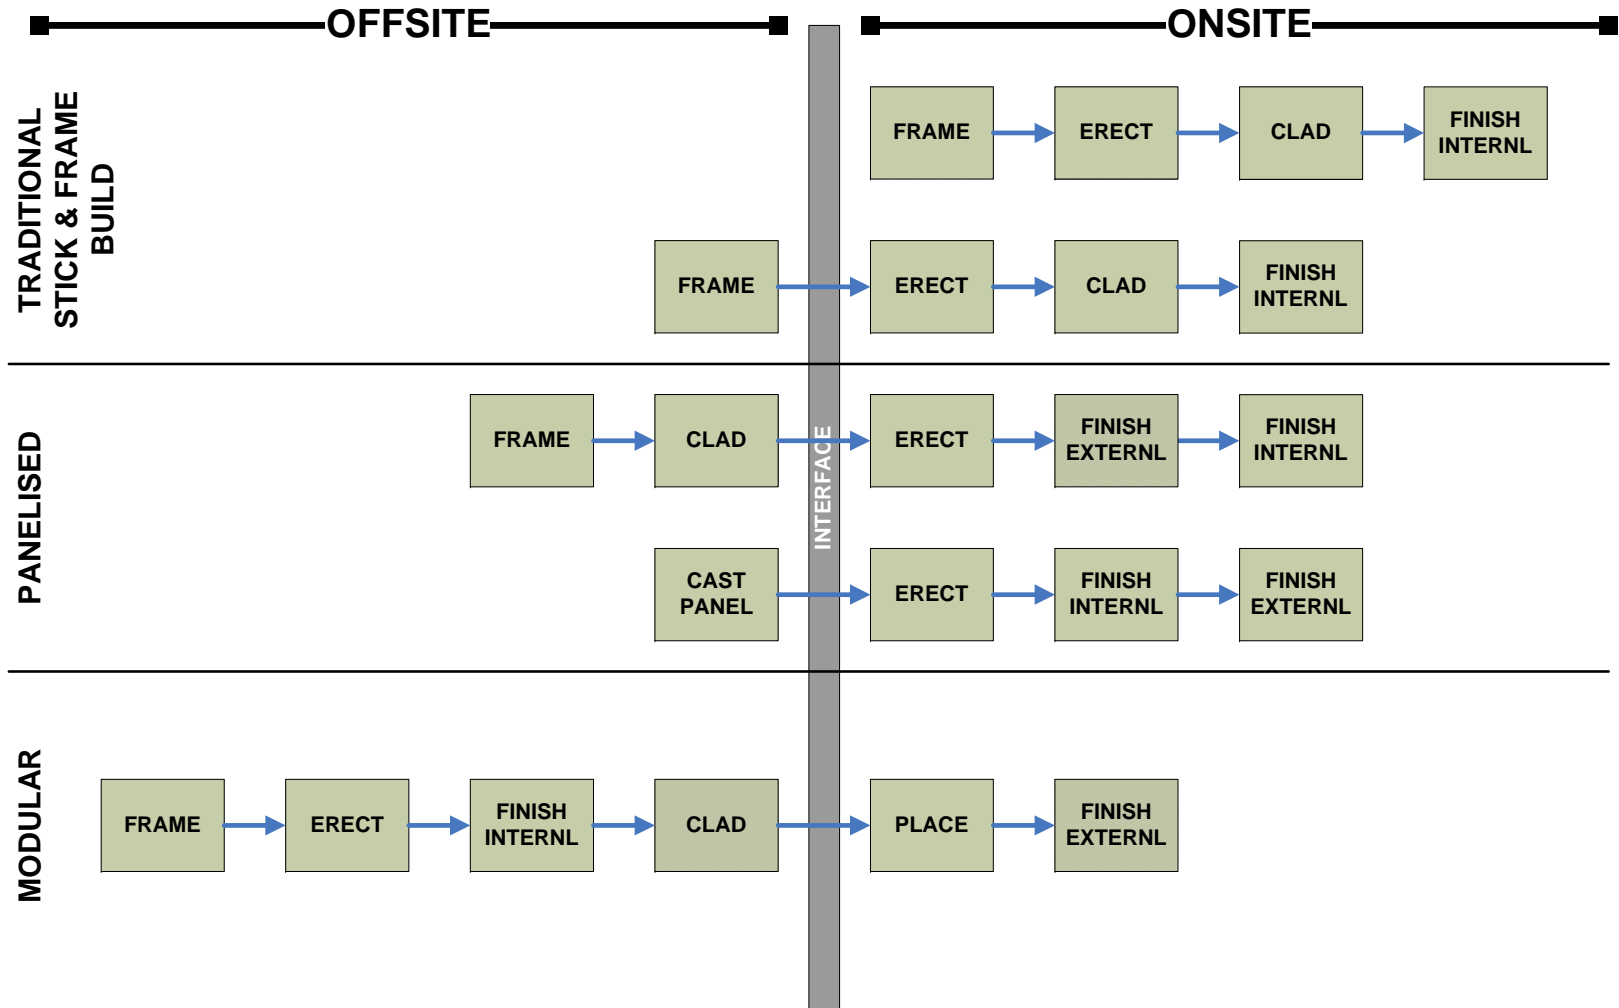 OFFSITE
ONSITE
TRADITIONAL
STICK & FRAME
BUILD
FRAME
ERECT
CLAD
FINISH
INTERNL
FRAME
ERECT
CLAD
FINISH
INTERNL
PANELISED
FRAME
CLAD
INTERFACE
ERECT
FINISH
EXTERNL
FINISH
INTERNL
CAST
PANEL
ERECT
FINISH
INTERNL
FINISH
EXTERNL
MODULAR
FRAME
ERECT
FINISH
INTERNL
CLAD
PLACE
FINISH
EXTERNL